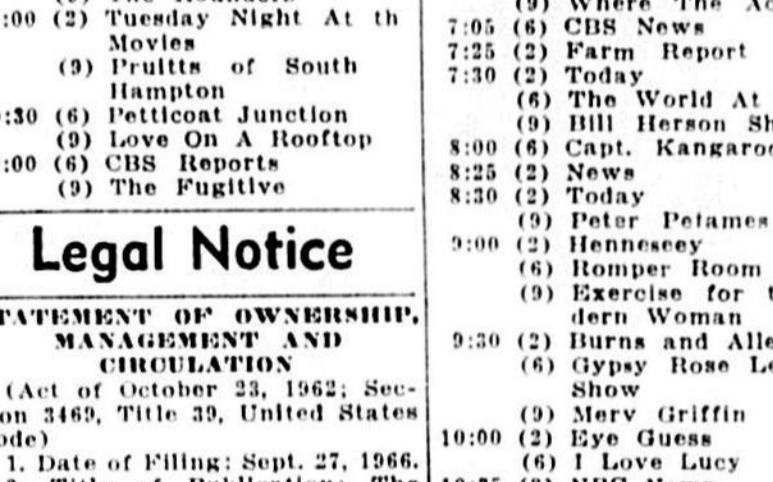 :00 (2) Tuesday Night At th
Movies
(9) Pruitts of South
Hampton
:30 (6) Petticoat Junction
(9) Love On A Rooftop
:00 (6) CBS Reports
(9) The Fugitive
Legal Notice
TATEMENT OF OWNERSHIP,
MANAGEMENT AND
CIRCULATION
(Act of October 23, 1962; Sec-
on 3469, Title 39, United States
ode)
1. Date of Filing: Sept. 27, 1966.
(9) Where The Ac
7:05 (6) CBS News
7:25 (2) Farm Report
7:30 (2) Today
(6) The World At
(9) Bill Herson Sh
8:00 (6) Capt. Kangaroo
8:25 (2) News
8:30 (2) Today
(9) Peter Petames
9:00 (2) Hennescey
(6) Romper Room
(9) Exercise for t
dern Woman
9:30 (2) Burns and Alle
(6) Gypsy Rose Le
Show
(9) Merv Griffin
10:00 (2) Eye Guess
(6) I Love Lucy